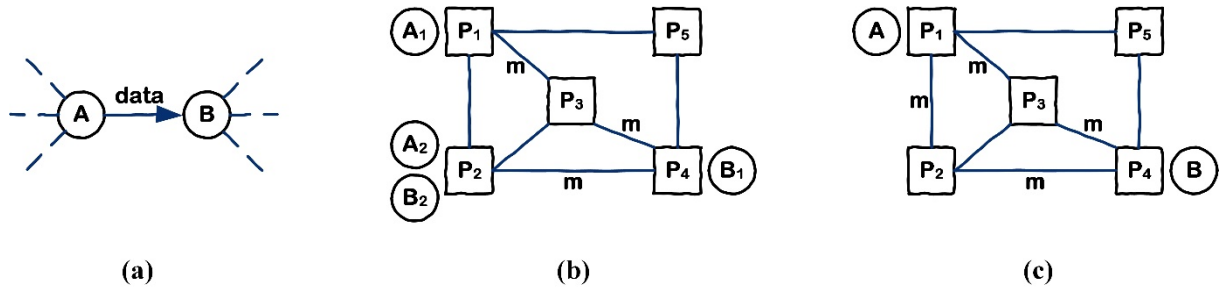 A data B
(a)
A₁ P₁ P₅
m
P₃
m
A₂
P₂ P₄ B₁
B₂ m
(b)
A P₁ P₅
m
m P₃
m
P₂ P₄ B
m
(c)